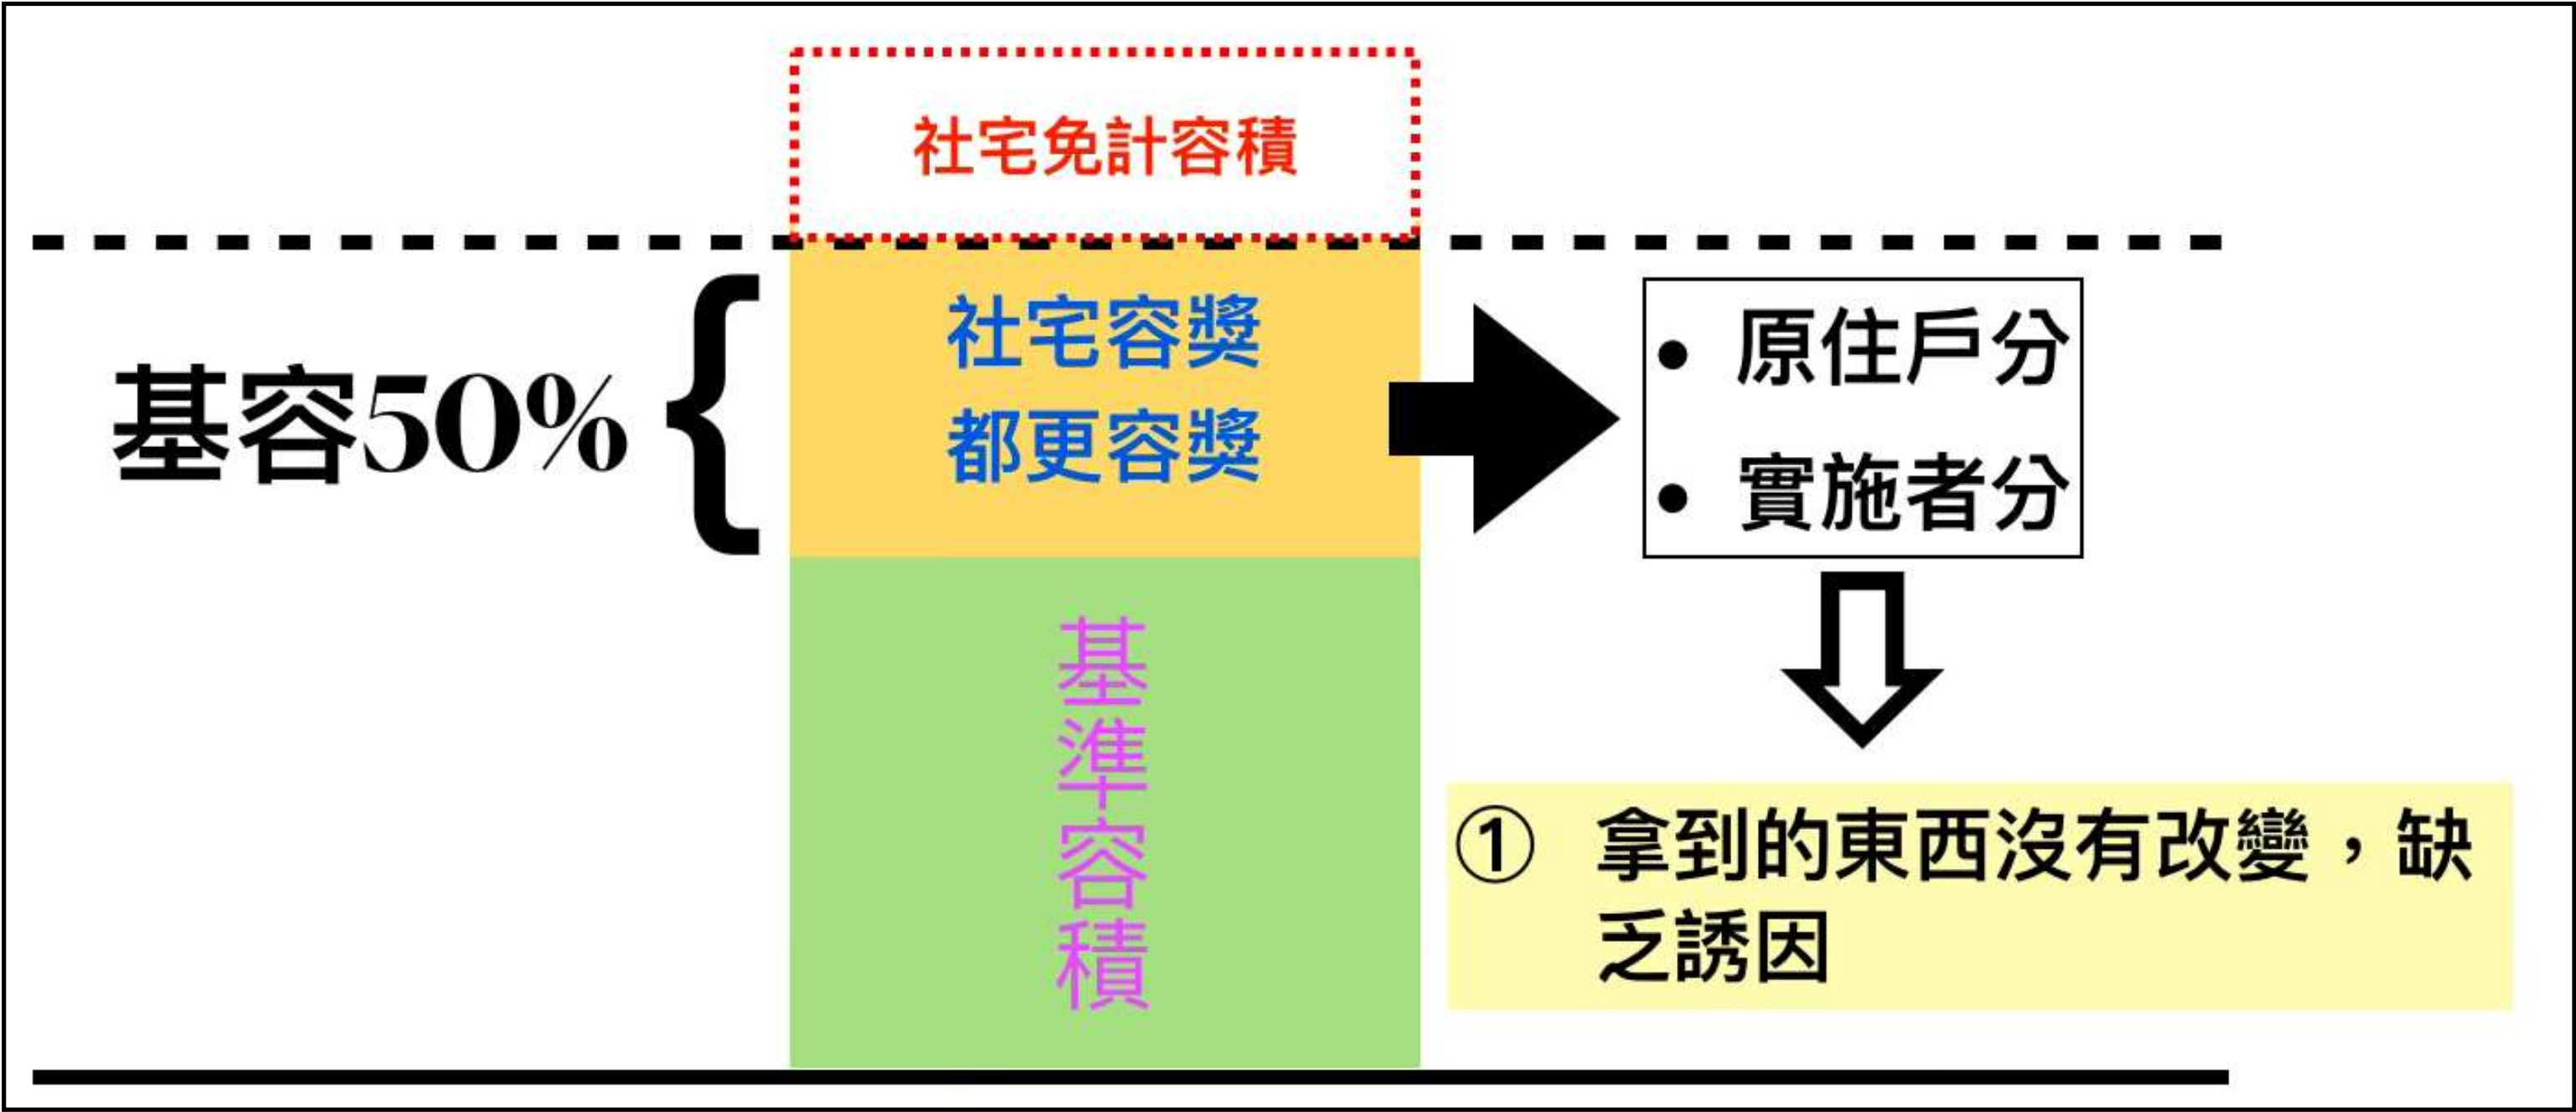 社宅免計容積
基容50%
社宅容獎
都更容獎
• 原住戶分
• 實施者分
基準容積
① 拿到的東西沒有改變，缺
乏誘因